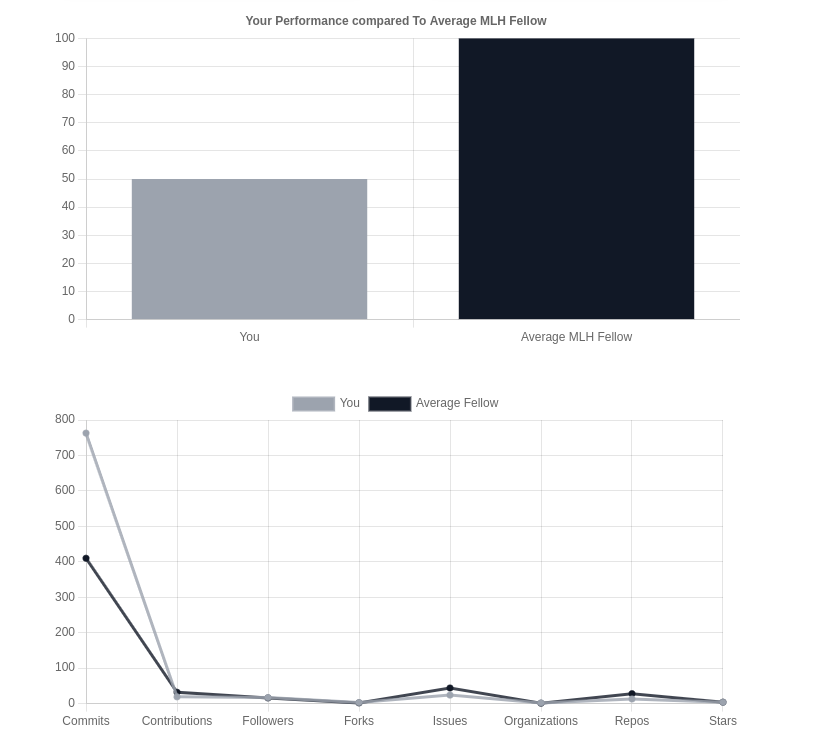 Your Performance compared To Average MLH Fellow
100
90
80
70
60
50
40
30
20
10
0
You
Average MLH Fellow
You
Average Fellow
800
700
600
500
400
300
200
100
0
Commits
Contributions
Followers
Forks
Issues
Organizations
Repos
Stars